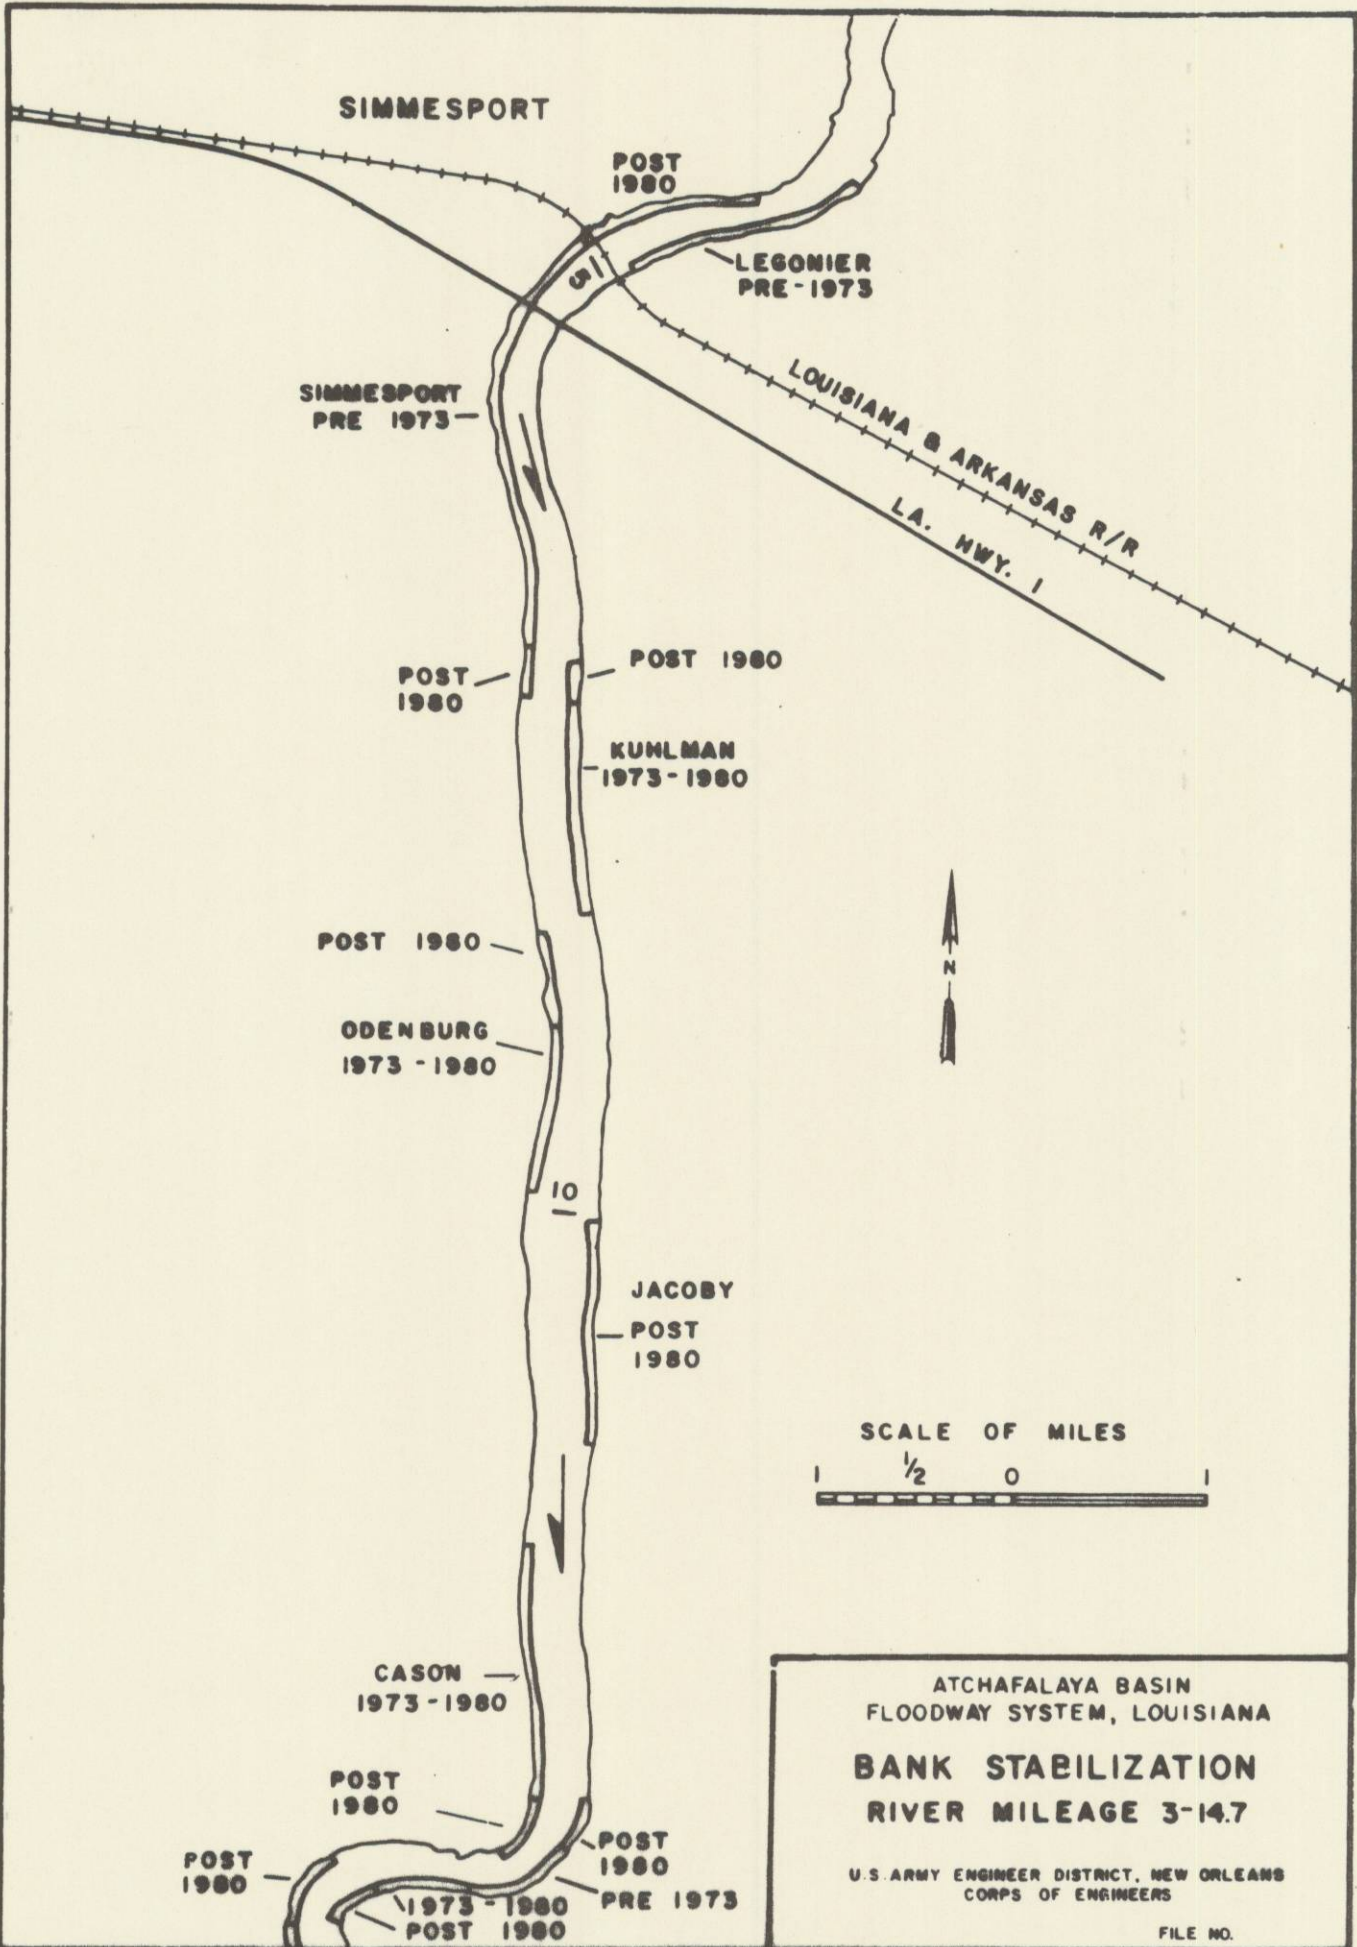 SIMMESPORT
POST
1980
LEGONIER
PRE-1973
5
SIMMESPORT
PRE 1973
LOUISIANA & ARKANSAS R/R
LA. HWY. 1
POST
1980
POST 1980
KUHLMAN
1973-1980
POST 1980
N
ODENBURG
1973-1980
10
JACOBY
POST
1980
SCALE OF MILES
1 1/2 0 1
CASON
1973-1980
POST
1980
POST
1980
POST
1980
PRE 1973
1973-1980
POST 1980
ATCHAFALAYA BASIN
FLOODWAY SYSTEM, LOUISIANA
BANK STABILIZATION
RIVER MILEAGE 3-14.7
U.S. ARMY ENGINEER DISTRICT, NEW ORLEANS
CORPS OF ENGINEERS
FILE NO.